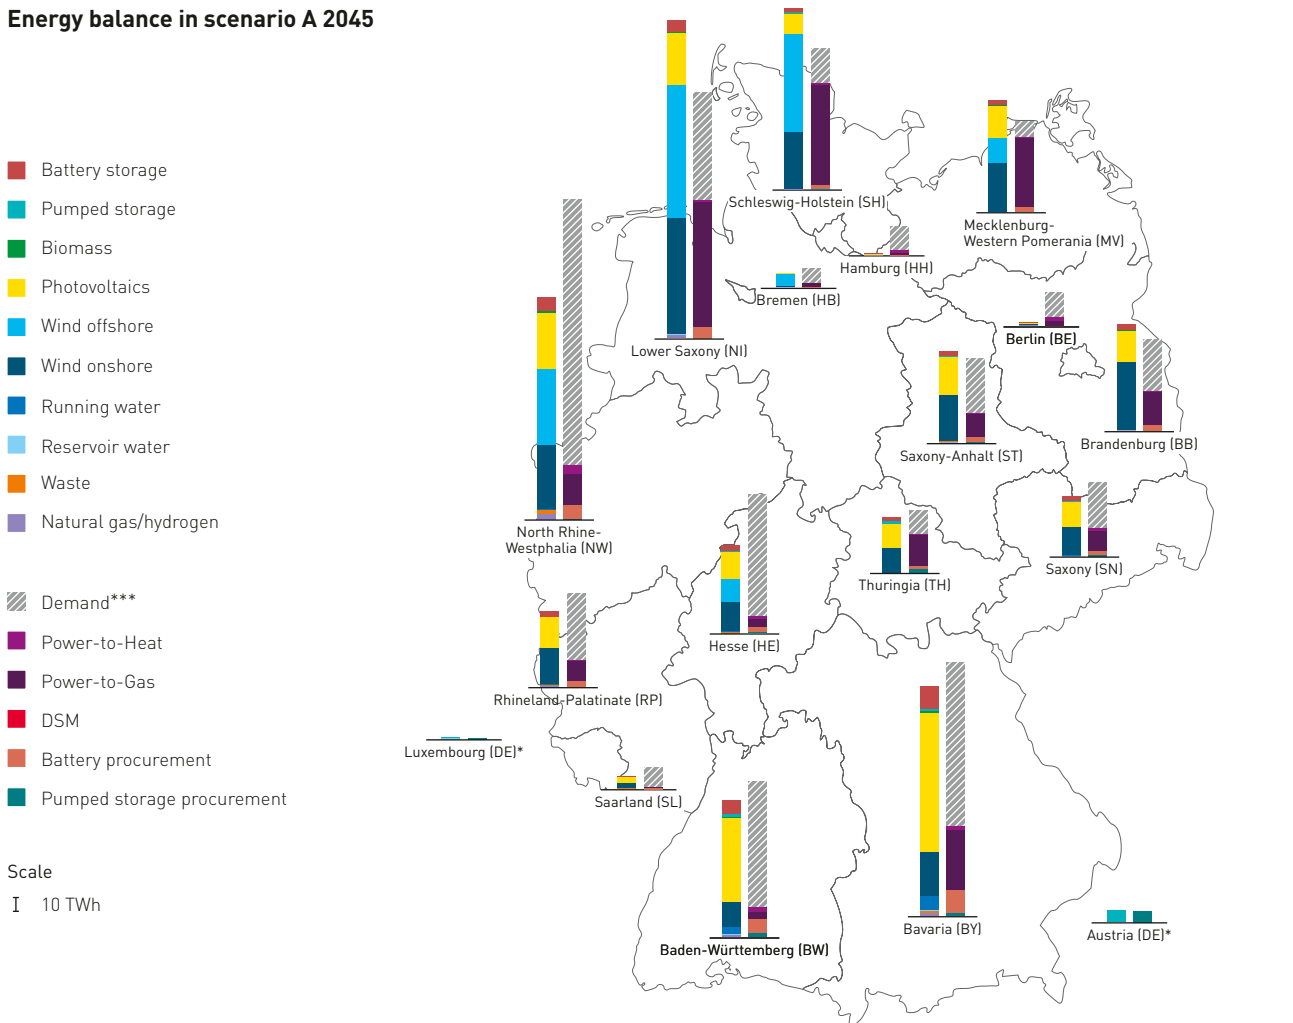 Energy balance in scenario A 2045
Battery storage
Pumped storage
Biomass
Photovoltaics
Wind offshore
Wind onshore
Running water
Reservoir water
Waste
Natural gas/hydrogen
Demand***
Power-to-Heat
Power-to-Gas
DSM
Battery procurement
Pumped storage procurement
Scale
10 TWh
Schleswig-Holstein (SH)
Mecklenburg-
Western Pomerania (MV)
Hamburg (HH)
Bremen (HB)
Berlin (BE)
Lower Saxony (NI)
Brandenburg (BB)
Saxony-Anhalt (ST)
North Rhine-
Westphalia (NW)
Saxony (SN)
Thuringia (TH)
Hesse (HE)
Rhineland-Palatinate (RP)
Luxembourg (DE)*
Saarland (SL)
Bavaria (BY)
Austria (DE)*
Baden-Württemberg (BW)